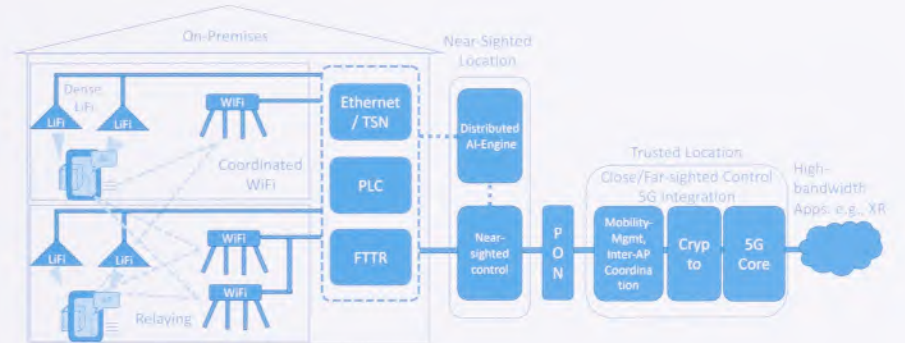 On-Premises
Near-Sighted
Location
Dense
LiFi
LiFi
LiFi
WiFi
Coordinated
WiFi
Ethernet
/ TSN
PLC
FTTR
LiFi
LiFi
WiFi
WiFi
Relaying
Distributed
AI-Engine
Near-
sighted
control
P
O
N
Trusted Location
Close/Far-sighted Control
5G Integration
Mobility-
Mgmt,
Inter-AP
Coordina
tion
Cryp
to
5G
Core
High-
bandwidth
Apps: e.g., XR